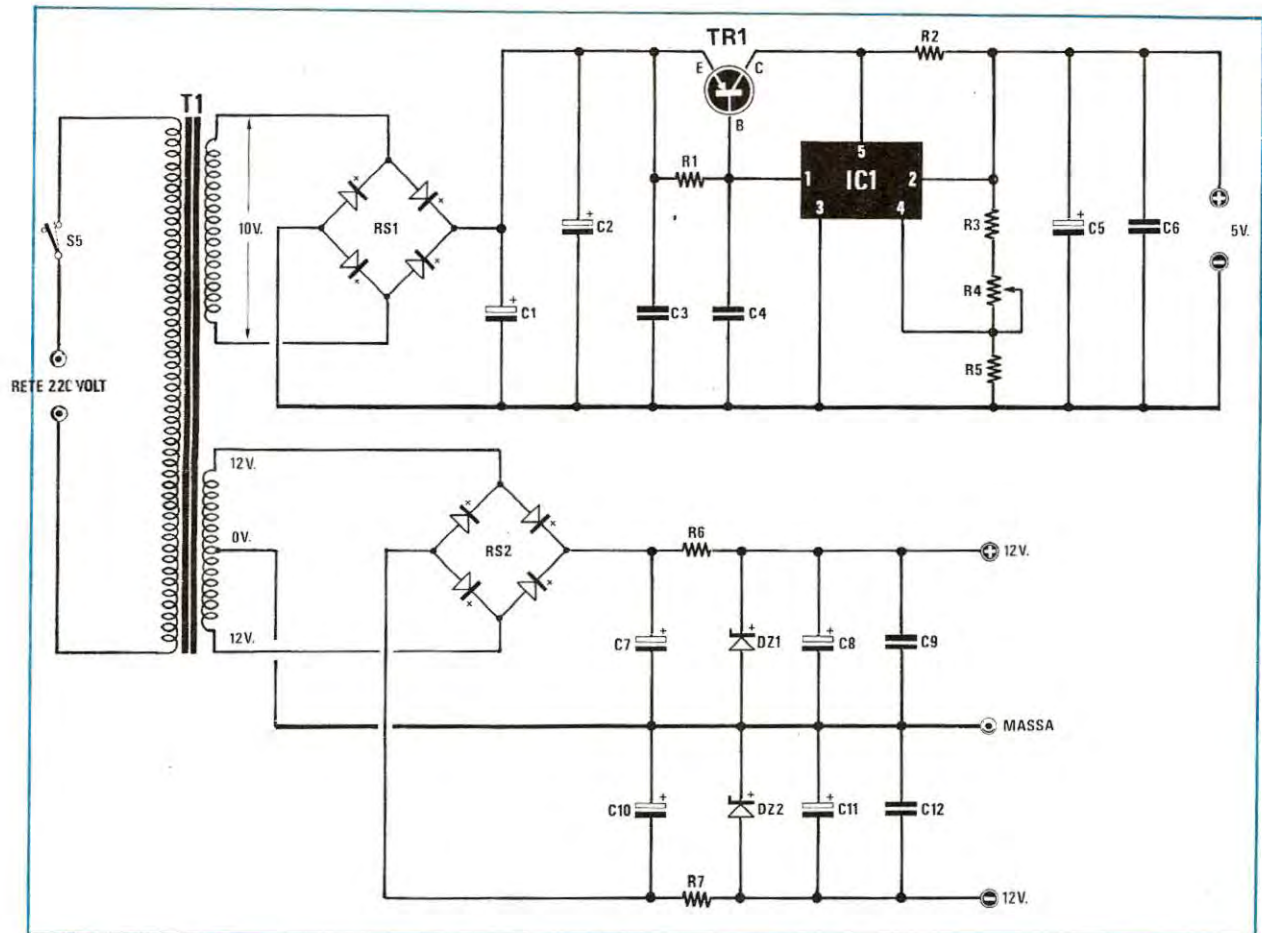 TR1
R2
E
C
B
T1
S5
10V.
RS1
C1
C2
R1
C3
C4
1
5
IC1
2
3
4
R3
R4
R5
C5
C6
5V.
RETE 22C VOLT
12V.
0V.
12V.
RS2
R6
C7
DZ1
C8
C9
12V.
MASSA
C10
DZ2
C11
C12
R7
12V.